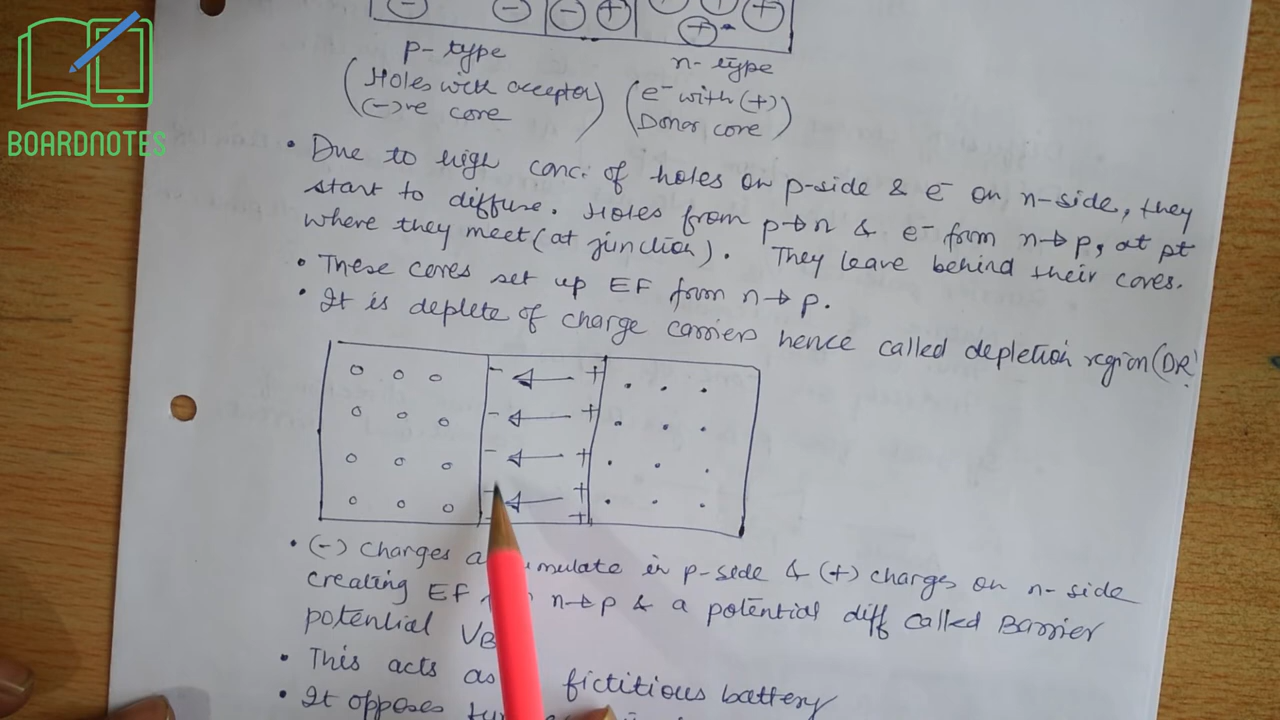 BOARDNOTES
p-type
n-type
(Holes with acceptor
(-)ve core)
(e⁻ with (+)
Donor core)
• Due to high conc. of holes on p-side & e⁻ on n-side, they
start to diffuse. Holes from p→n & e⁻ from n→p, at pt
where they meet (at junction). They leave behind their cores.
• These cores set up EF from n→p.
• It is deplete of charge carriers hence called depletion region (DR)
• (-) charges in p-side & (+) charges on n-side
creating EF n→p & a potential diff called Barrier
potential VB
• This acts as fictitious battery
• It opposes